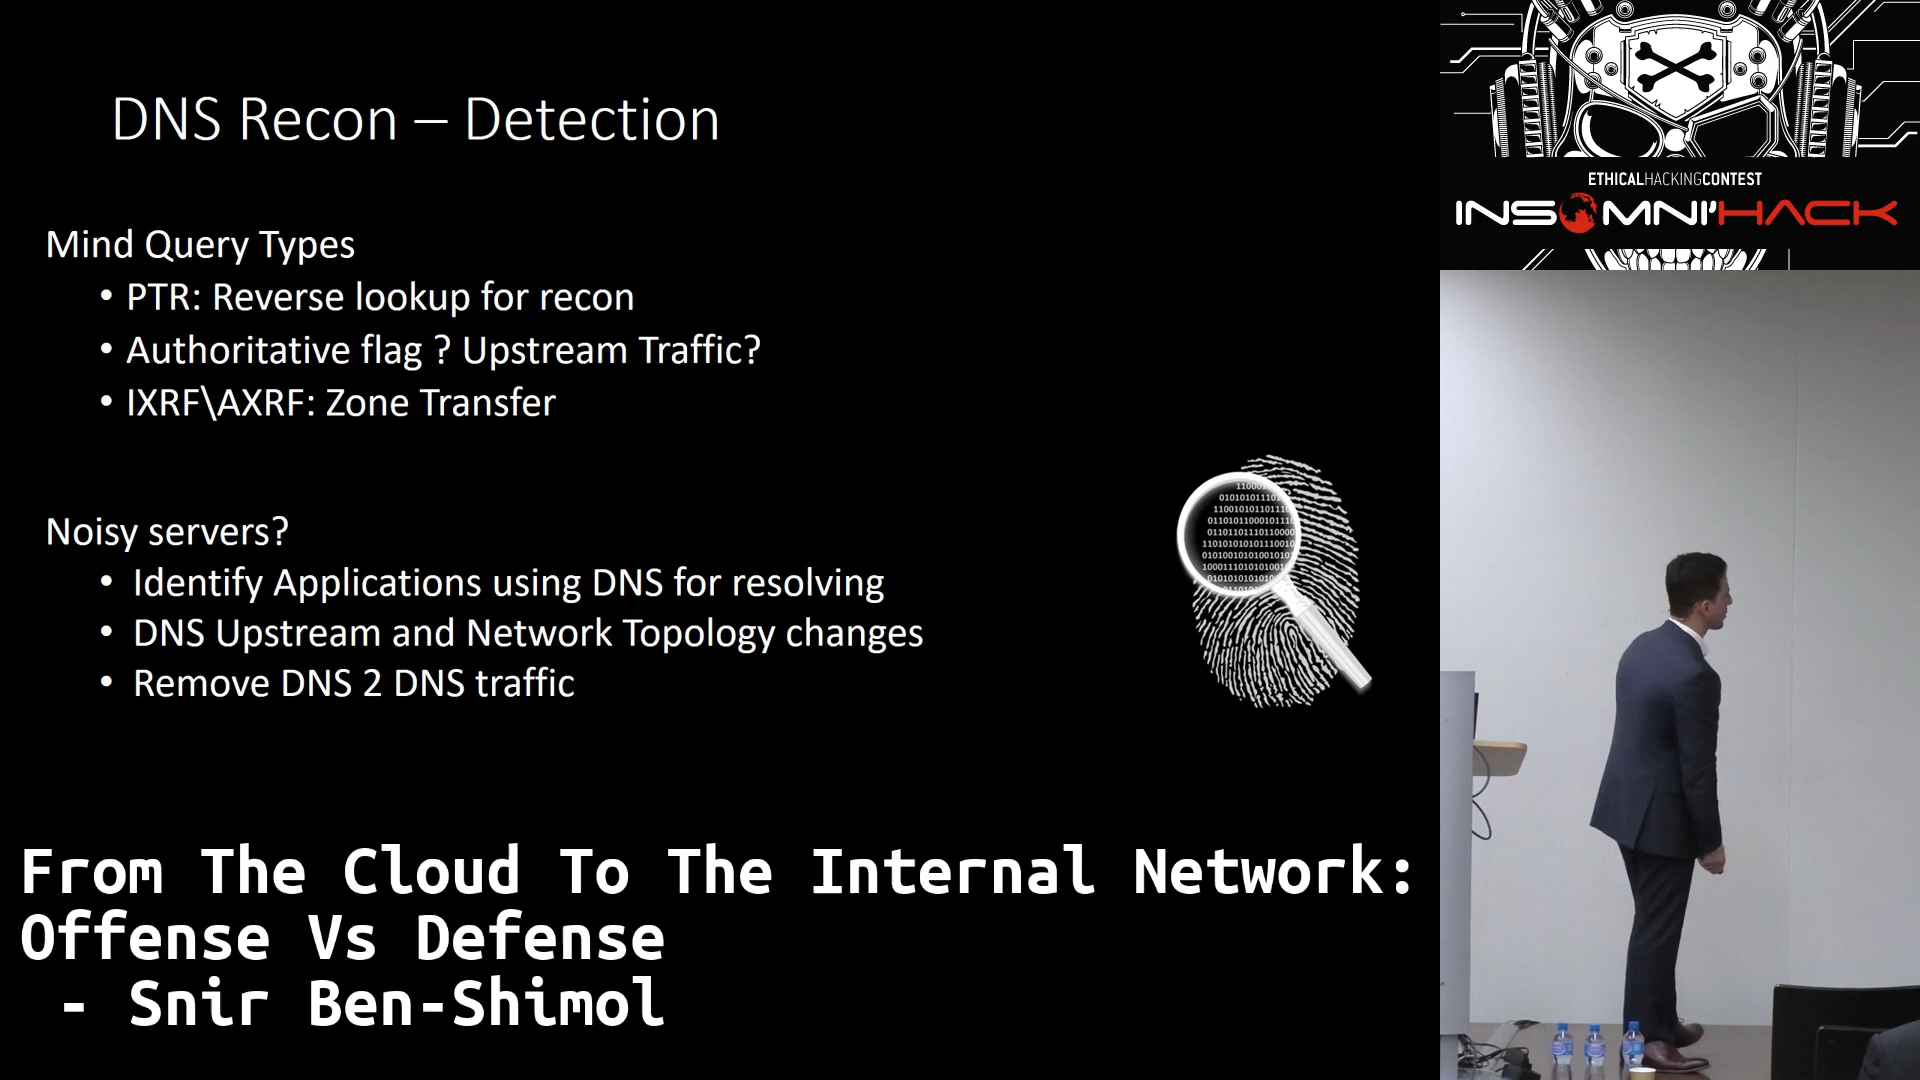 DNS Recon – Detection
Mind Query Types
• PTR: Reverse lookup for recon
• Authoritative flag ? Upstream Traffic?
• IXRF\AXRF: Zone Transfer
Noisy servers?
• Identify Applications using DNS for resolving
• DNS Upstream and Network Topology changes
• Remove DNS 2 DNS traffic
From The Cloud To The Internal Network:
Offense Vs Defense
- Snir Ben-Shimol
ETHICALHACKINGCONTEST
INSOMNI'HACK